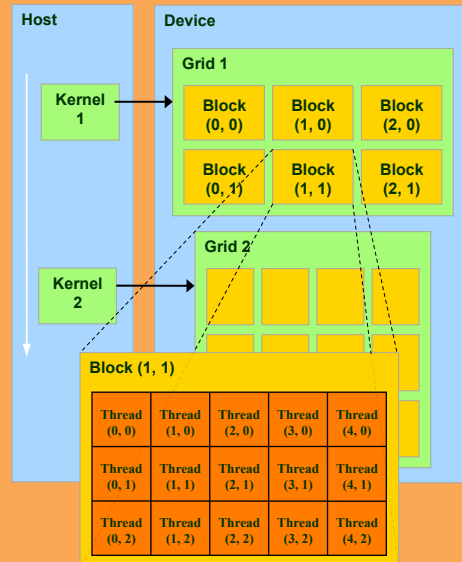 Host
Device
Grid 1
Kernel
1
Block
(0, 0)
Block
(1, 0)
Block
(2, 0)
Block
(0, 1)
Block
(1, 1)
Block
(2, 1)
Grid 2
Kernel
2
Block (1, 1)
Thread
(0, 0)
Thread
(1, 0)
Thread
(2, 0)
Thread
(3, 0)
Thread
(4, 0)
Thread
(0, 1)
Thread
(1, 1)
Thread
(2, 1)
Thread
(3, 1)
Thread
(4, 1)
Thread
(0, 2)
Thread
(1, 2)
Thread
(2, 2)
Thread
(3, 2)
Thread
(4, 2)